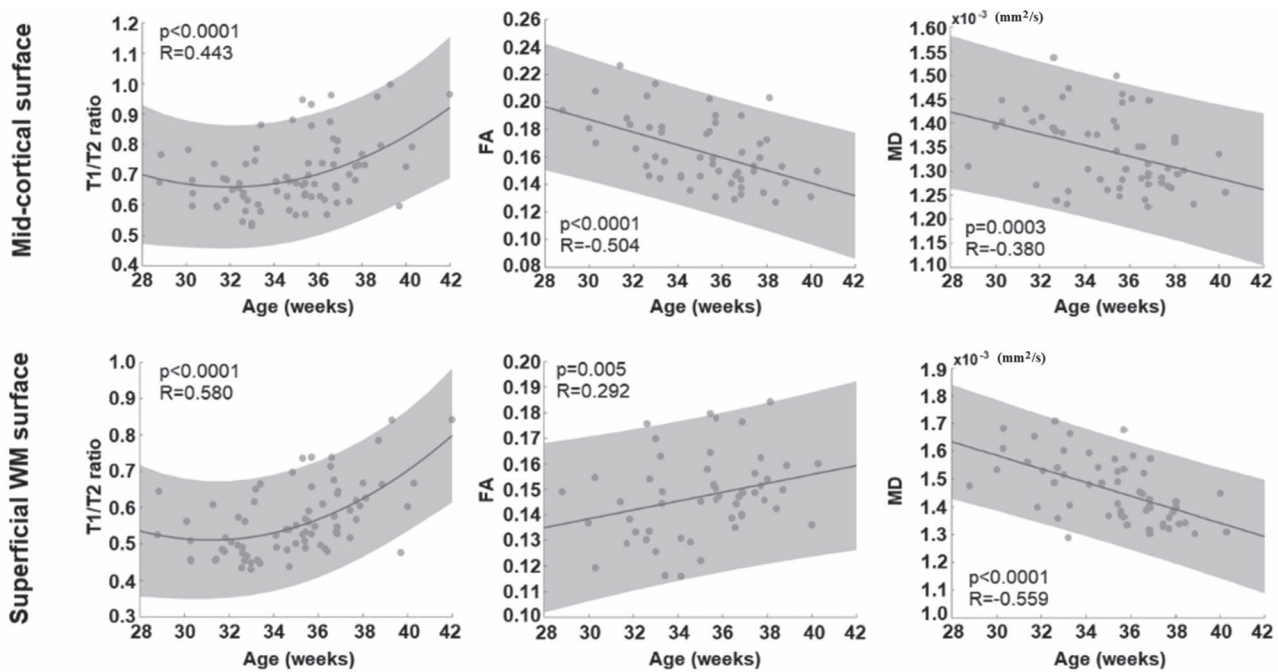 Mid-cortical surface
T1/T2 ratio
1.2
1.1
1.0
0.9
0.8
0.7
0.6
0.5
0.4
p<0.0001
R=0.443
28 30 32 34 36 38 40 42
Age (weeks)
FA
0.26
0.24
0.22
0.20
0.18
0.16
0.14
0.12
0.10
0.08
p<0.0001
R=-0.504
28 30 32 34 36 38 40 42
Age (weeks)
MD
x10⁻³ (mm²/s)
1.60
1.55
1.50
1.45
1.40
1.35
1.30
1.25
1.20
1.15
1.10
p=0.0003
R=-0.380
28 30 32 34 36 38 40 42
Age (weeks)
Superficial WM surface
T1/T2 ratio
1.0
0.9
0.8
0.7
0.6
0.5
0.4
0.3
p<0.0001
R=0.580
28 30 32 34 36 38 40 42
Age (weeks)
FA
0.20
0.19
0.18
0.17
0.16
0.15
0.14
0.13
0.12
0.11
0.10
p=0.005
R=0.292
28 30 32 34 36 38 40 42
Age (weeks)
MD
x10⁻³ (mm²/s)
1.9
1.8
1.7
1.6
1.5
1.4
1.3
1.2
1.1
1.0
p<0.0001
R=-0.559
28 30 32 34 36 38 40 42
Age (weeks)